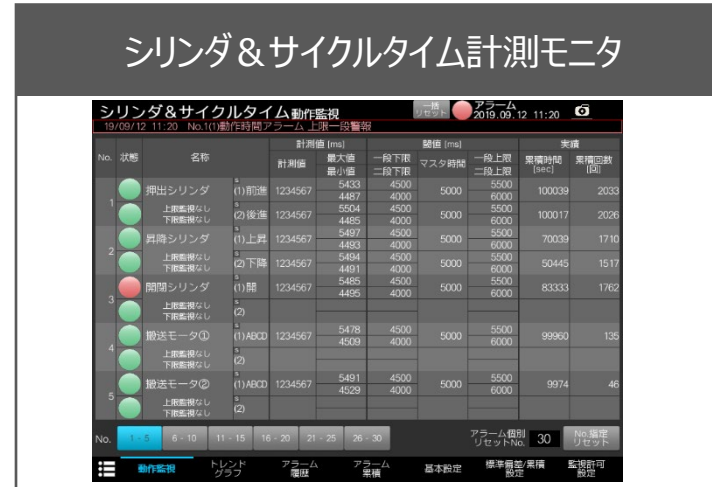 シリンダ＆サイクルタイム計測モニタ
シリンダ＆サイクルタイム動作監視 一括リセット アラーム 2019.09.12 11:20
19/09/12 11:20 No.1(1)動作時間アラーム 上限一段警報
計測値 [ms] 閾値 [ms] 実績
No. 状態 名称 計測値 最大値 最小値 一段下限 二段下限 マスタ時間 一段上限 二段上限 累積時間 [sec] 累積回数 [回]
1 押出シリンダ S (1)前進 1234567 5433 4487 4500 4000 5000 5500 6000 100039 2033
上限監視なし 下限監視なし S (2)後進 1234567 5504 4485 4500 4000 5000 5500 6000 100017 2026
2 昇降シリンダ S (1)上昇 1234567 5497 4493 4500 4000 5000 5500 6000 70039 1710
上限監視なし 下限監視なし S (2)下降 1234567 5494 4491 4500 4000 5000 5500 6000 50445 1517
3 開閉シリンダ S (1)開 1234567 5485 4495 4500 4000 5000 5500 6000 83333 1762
上限監視なし 下限監視なし S (2)
4 搬送モータ① S (1)ABCD 1234567 5478 4509 4500 4000 5000 5500 6000 99960 135
上限監視なし 下限監視なし S (2)
5 搬送モータ② S (1)ABCD 1234567 5491 4529 4500 4000 5000 5500 6000 9974 46
上限監視なし 下限監視なし S (2)
No. 1 - 5 6 - 10 11 - 15 16 - 20 21 - 25 26 - 30 アラーム個別リセットNo. 30 No.指定リセット
動作監視 トレンドグラフ アラーム履歴 アラーム累積 基本設定 標準偏差/累積設定 監視許可設定